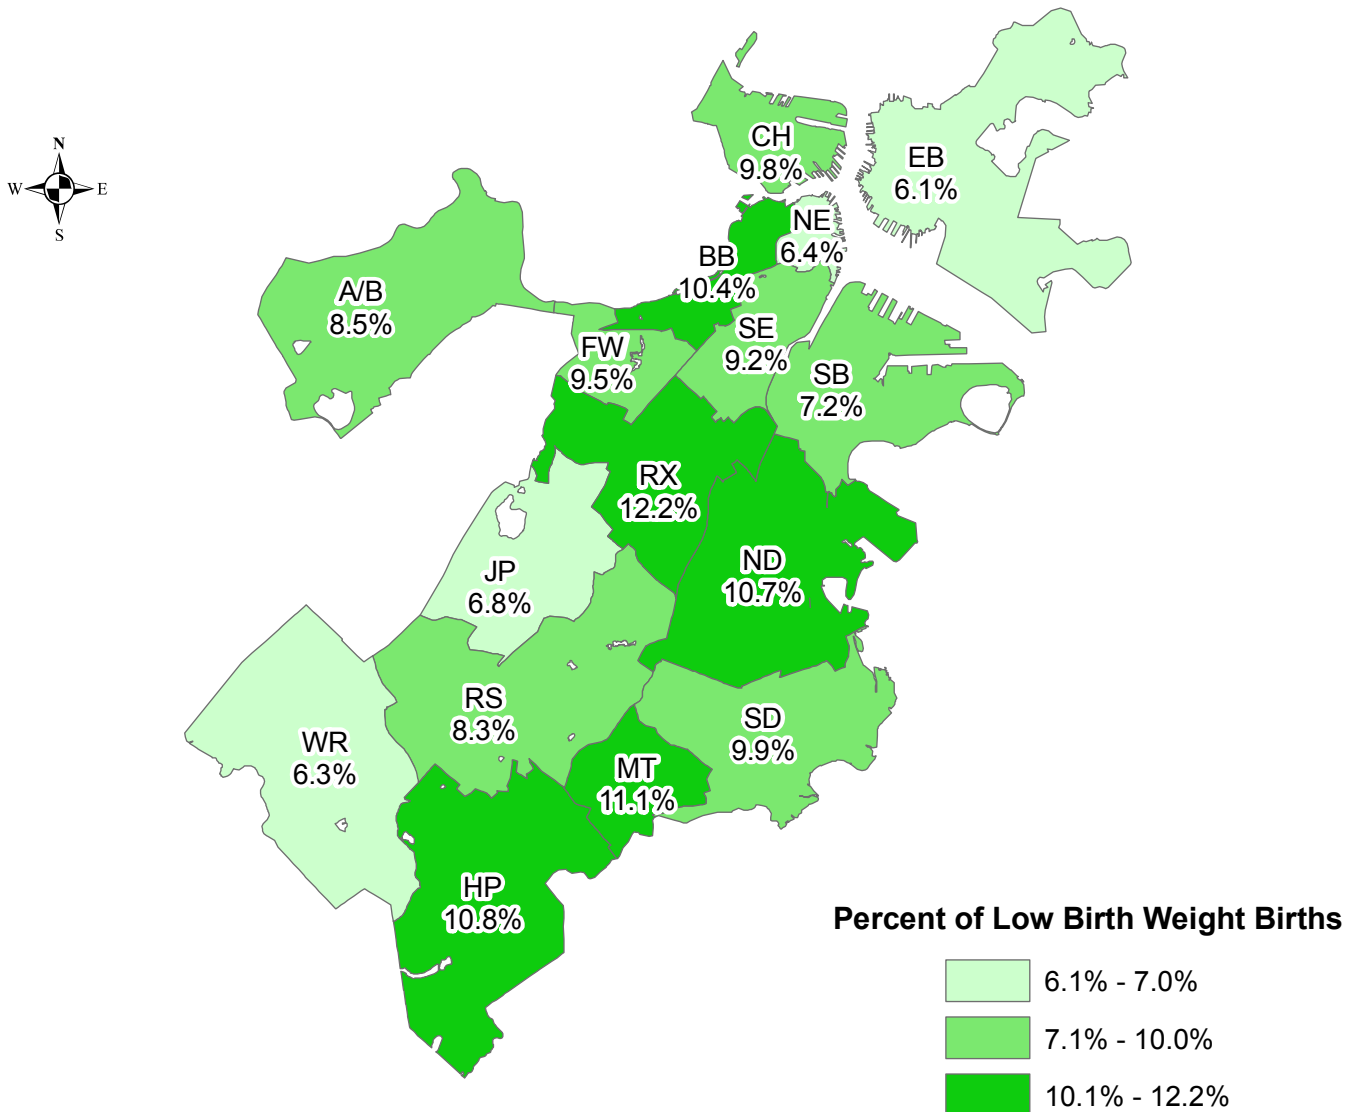 N
W E
S
CH
9.8%
EB
6.1%
NE
6.4%
BB
10.4%
A/B
8.5%
SE
9.2%
FW
9.5%
SB
7.2%
RX
12.2%
ND
10.7%
JP
6.8%
RS
8.3%
SD
9.9%
WR
6.3%
MT
11.1%
HP
10.8%
Percent of Low Birth Weight Births
6.1% - 7.0%
7.1% - 10.0%
10.1% - 12.2%